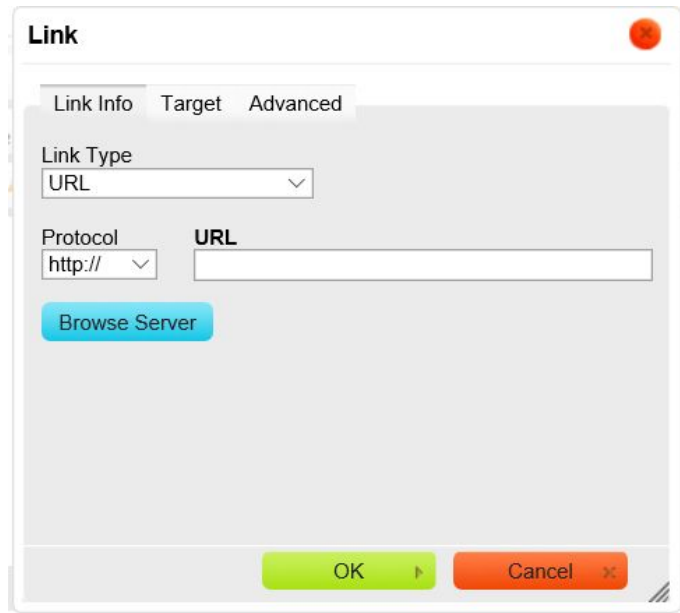 Link
Link Info Target Advanced
Link Type
URL
Protocol URL
http://
Browse Server
OK Cancel